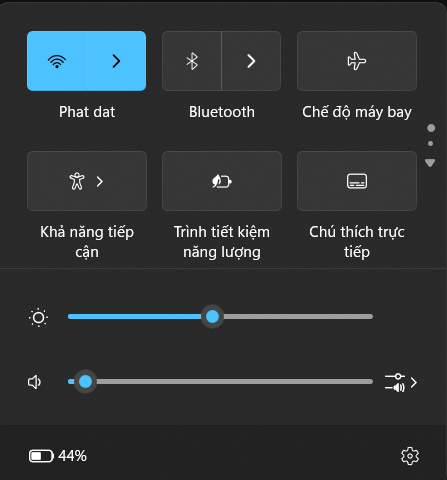 Phat dat
Bluetooth
Chế độ máy bay
Khả năng tiếp
cận
Trình tiết kiệm
năng lượng
Chú thích trực
tiếp
44%